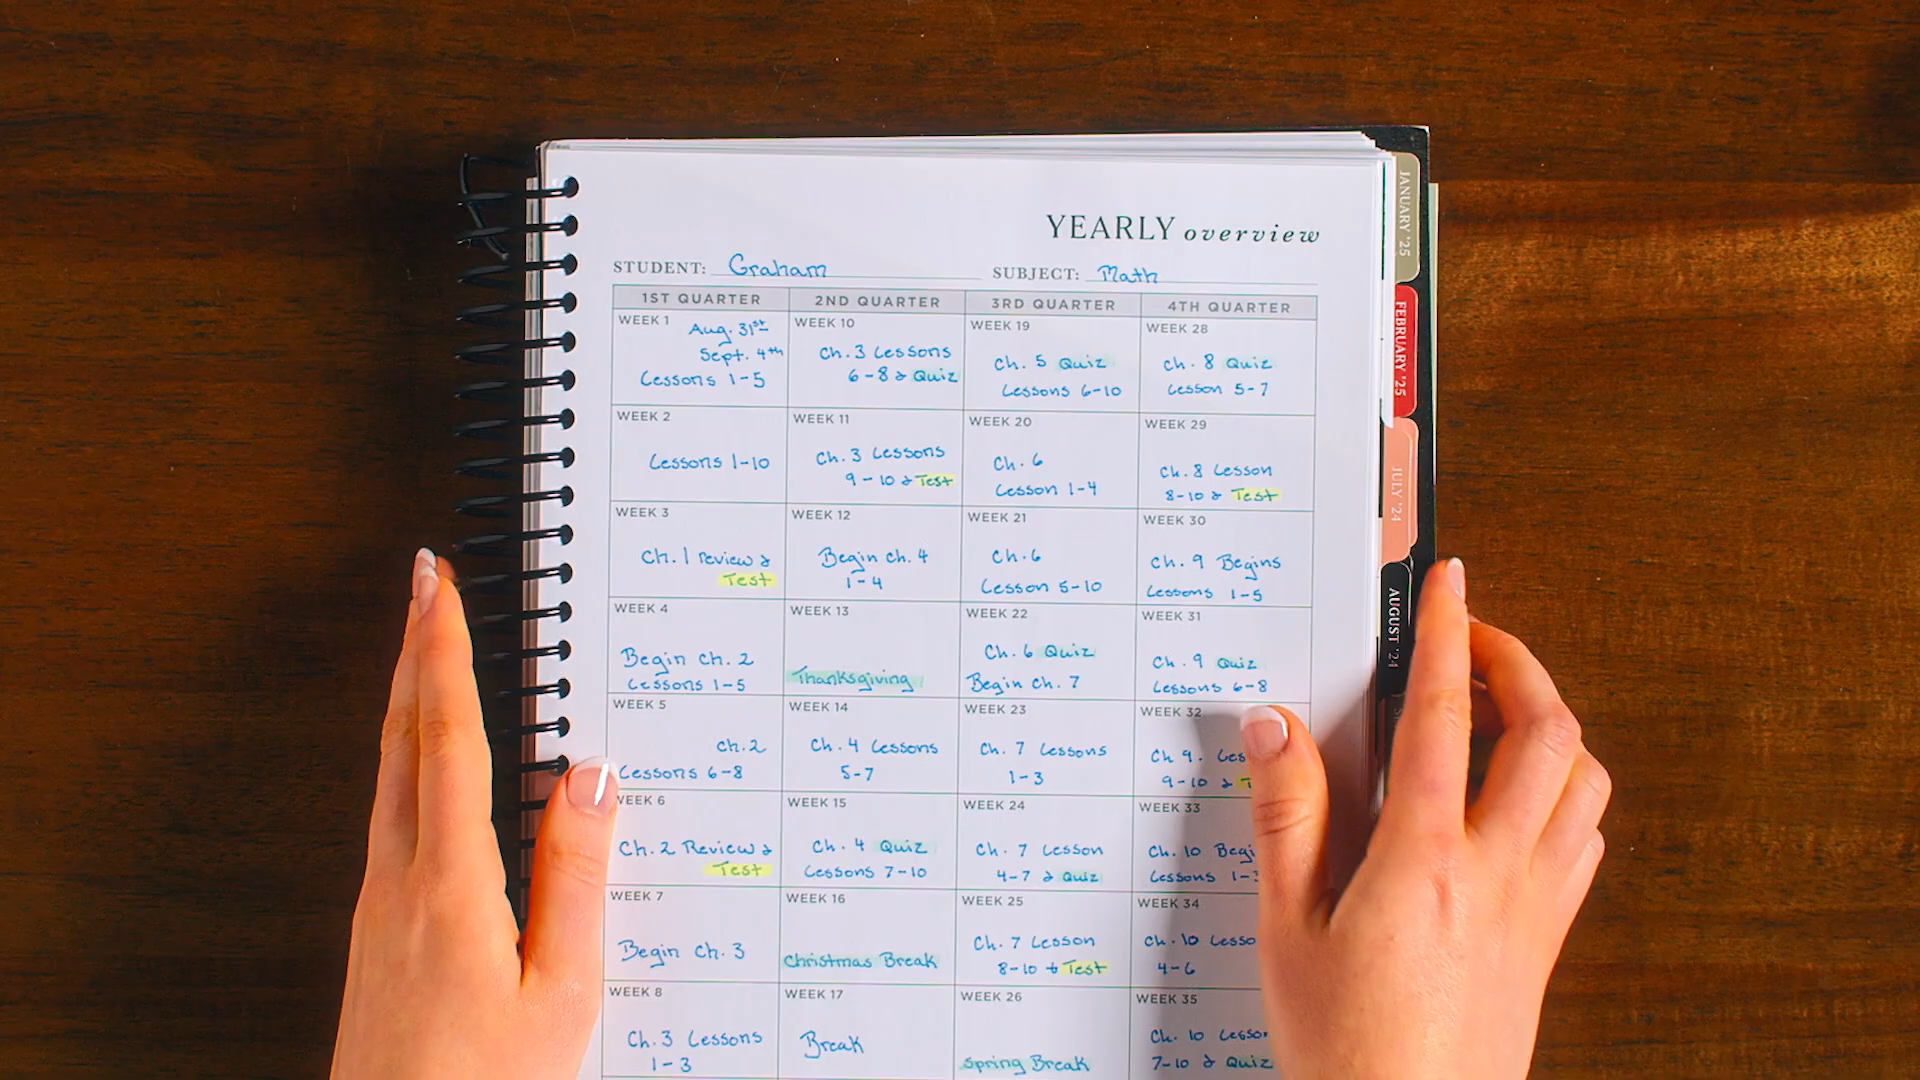 YEARLY overview
STUDENT: Graham SUBJECT: Math
1ST QUARTER 2ND QUARTER 3RD QUARTER 4TH QUARTER
WEEK 1 Aug. 31st
Sept. 4th
Lessons 1-5
WEEK 10
Ch. 3 Lessons
6-8 & Quiz
WEEK 19
Ch. 5 Quiz
Lessons 6-10
WEEK 28
Ch. 8 Quiz
Lesson 5-7
WEEK 2
Lessons 1-10
WEEK 11
Ch. 3 Lessons
9-10 & Test
WEEK 20
Ch. 6
Lesson 1-4
WEEK 29
Ch. 8 Lesson
8-10 & Test
WEEK 3
Ch. 1 review &
Test
WEEK 12
Begin Ch. 4
1-4
WEEK 21
Ch. 6
Lesson 5-10
WEEK 30
Ch. 9 Begins
Lessons 1-5
WEEK 4
Begin Ch. 2
Lessons 1-5
WEEK 13
Thanksgiving
WEEK 22
Ch. 6 Quiz
Begin Ch. 7
WEEK 31
Ch. 9 Quiz
Lessons 6-8
WEEK 5
Ch. 2
Lessons 6-8
WEEK 14
Ch. 4 Lessons
5-7
WEEK 23
Ch. 7 Lessons
1-3
WEEK 32
Ch 9.
9-10 &
WEEK 6
Ch. 2 Review &
Test
WEEK 15
Ch. 4 Quiz
Lessons 7-10
WEEK 24
Ch. 7 Lesson
4-7 & Quiz
WEEK 33
Ch. 10
Lessons
WEEK 7
Begin Ch. 3
WEEK 16
Christmas Break
WEEK 25
Ch. 7 Lesson
8-10 + Test
WEEK 34
Ch. 10
4-6
WEEK 8
Ch. 3 Lessons
1-3
WEEK 17
Break
WEEK 26
Spring Break
WEEK 35
Ch. 10
7-10 & Quiz
JANUARY '25
FEBRUARY '25
JULY '24
AUGUST '24